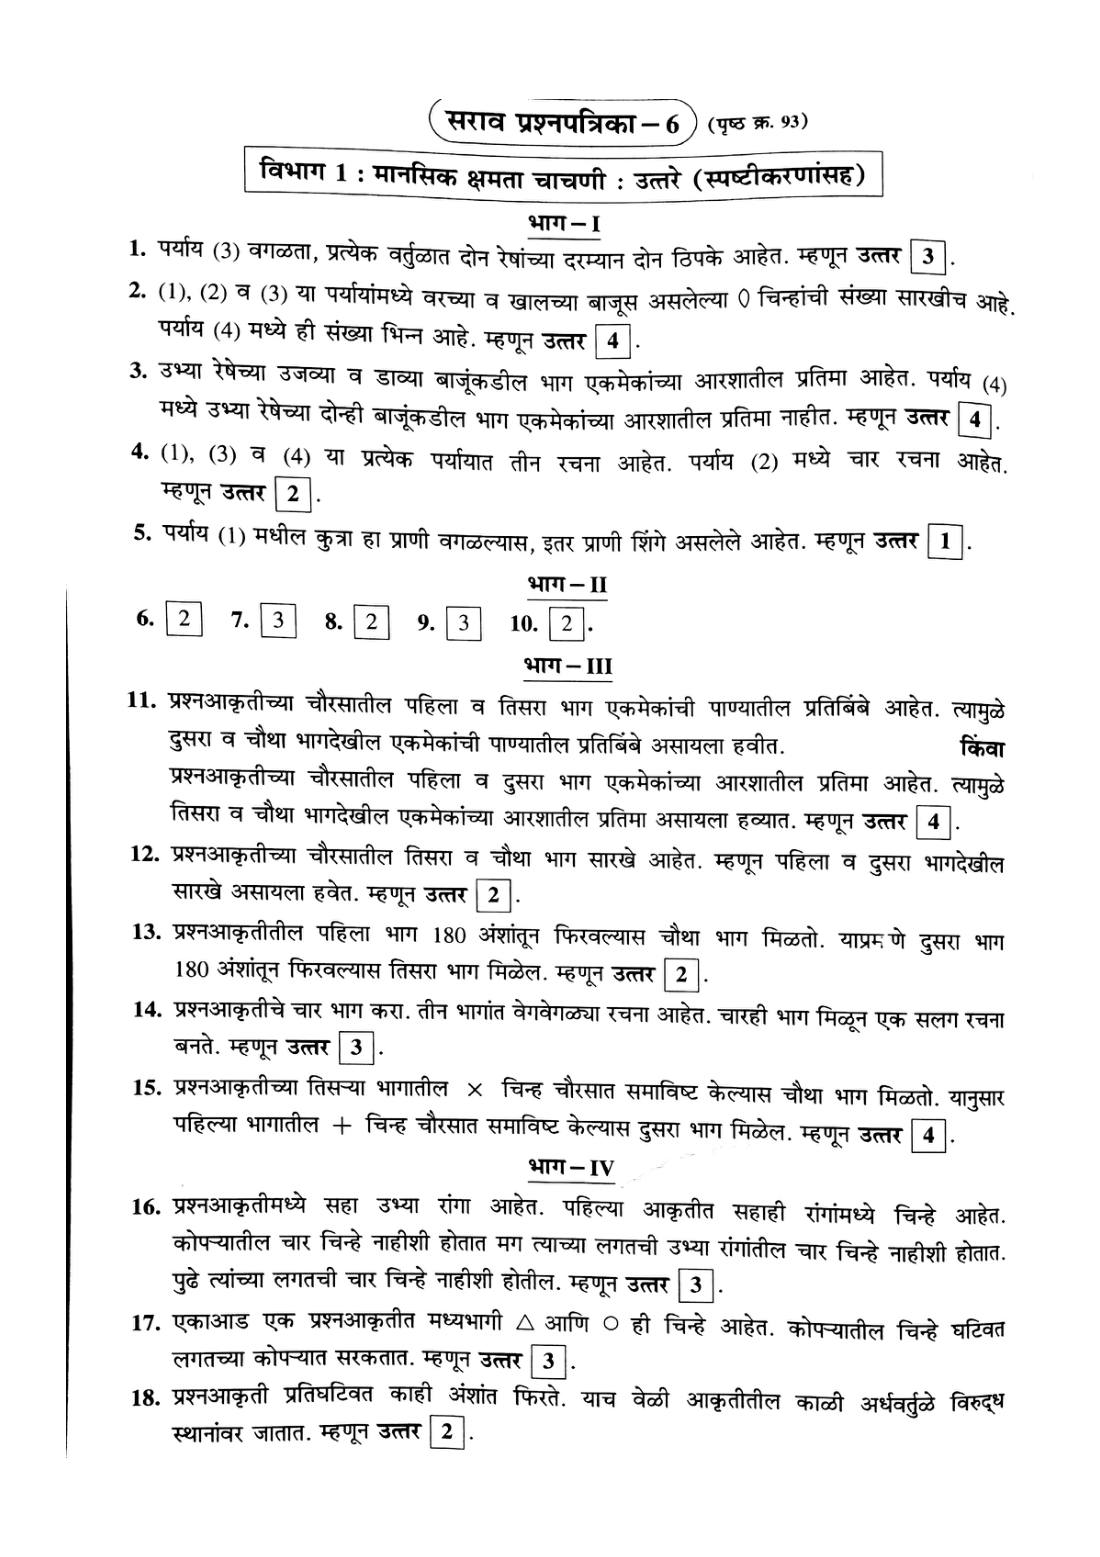 सराव प्रश्नपत्रिका – 6 (पृष्ठ क्र. 93)
विभाग 1 : मानसिक क्षमता चाचणी : उत्तरे (स्पष्टीकरणांसह)
भाग – I
1. पर्याय (3) वगळता, प्रत्येक वर्तुळात दोन रेषांच्या दरम्यान दोन ठिपके आहेत. म्हणून उत्तर 3 .
2. (1), (2) व (3) या पर्यायांमध्ये वरच्या व खालच्या बाजूस असलेल्या ◊ चिन्हांची संख्या सारखीच आहे.
पर्याय (4) मध्ये ही संख्या भिन्न आहे. म्हणून उत्तर 4 .
3. उभ्या रेषेच्या उजव्या व डाव्या बाजूंकडील भाग एकमेकांच्या आरशातील प्रतिमा आहेत. पर्याय (4)
मध्ये उभ्या रेषेच्या दोन्ही बाजूंकडील भाग एकमेकांच्या आरशातील प्रतिमा नाहीत. म्हणून उत्तर 4 .
4. (1), (3) व (4) या प्रत्येक पर्यायात तीन रचना आहेत. पर्याय (2) मध्ये चार रचना आहेत.
म्हणून उत्तर 2 .
5. पर्याय (1) मधील कुत्रा हा प्राणी वगळल्यास, इतर प्राणी शिंगे असलेले आहेत. म्हणून उत्तर 1 .
भाग – II
6. 2 7. 3 8. 2 9. 3 10. 2 .
भाग – III
11. प्रश्नआकृतीच्या चौरसातील पहिला व तिसरा भाग एकमेकांची पाण्यातील प्रतिबिंबे आहेत. त्यामुळे
दुसरा व चौथा भागदेखील एकमेकांची पाण्यातील प्रतिबिंबे असायला हवीत. किंवा
प्रश्नआकृतीच्या चौरसातील पहिला व दुसरा भाग एकमेकांच्या आरशातील प्रतिमा आहेत. त्यामुळे
तिसरा व चौथा भागदेखील एकमेकांच्या आरशातील प्रतिमा असायला हव्यात. म्हणून उत्तर 4 .
12. प्रश्नआकृतीच्या चौरसातील तिसरा व चौथा भाग सारखे आहेत. म्हणून पहिला व दुसरा भागदेखील
सारखे असायला हवेत. म्हणून उत्तर 2 .
13. प्रश्नआकृतीतील पहिला भाग 180 अंशांतून फिरवल्यास चौथा भाग मिळतो. याप्रमाणे दुसरा भाग
180 अंशांतून फिरवल्यास तिसरा भाग मिळेल. म्हणून उत्तर 2 .
14. प्रश्नआकृतीचे चार भाग करा. तीन भागांत वेगवेगळ्या रचना आहेत. चारही भाग मिळून एक सलग रचना
बनते. म्हणून उत्तर 3 .
15. प्रश्नआकृतीच्या तिसऱ्या भागातील × चिन्ह चौरसात समाविष्ट केल्यास चौथा भाग मिळतो. यानुसार
पहिल्या भागातील + चिन्ह चौरसात समाविष्ट केल्यास दुसरा भाग मिळेल. म्हणून उत्तर 4 .
भाग – IV
16. प्रश्नआकृतीमध्ये सहा उभ्या रांगा आहेत. पहिल्या आकृतीत सहाही रांगांमध्ये चिन्हे आहेत.
कोपऱ्यातील चार चिन्हे नाहीशी होतात मग त्याच्या लगतची उभ्या रांगांतील चार चिन्हे नाहीशी होतात.
पुढे त्यांच्या लगतची चार चिन्हे नाहीशी होतील. म्हणून उत्तर 3 .
17. एकाआड एक प्रश्नआकृतीत मध्यभागी △ आणि ○ ही चिन्हे आहेत. कोपऱ्यातील चिन्हे घटिवत
लगतच्या कोपऱ्यात सरकतात. म्हणून उत्तर 3 .
18. प्रश्नआकृती प्रतिघटिवत काही अंशांत फिरते. याच वेळी आकृतीतील काळी अर्धवर्तुळे विरुद्ध
स्थानांवर जातात. म्हणून उत्तर 2 .